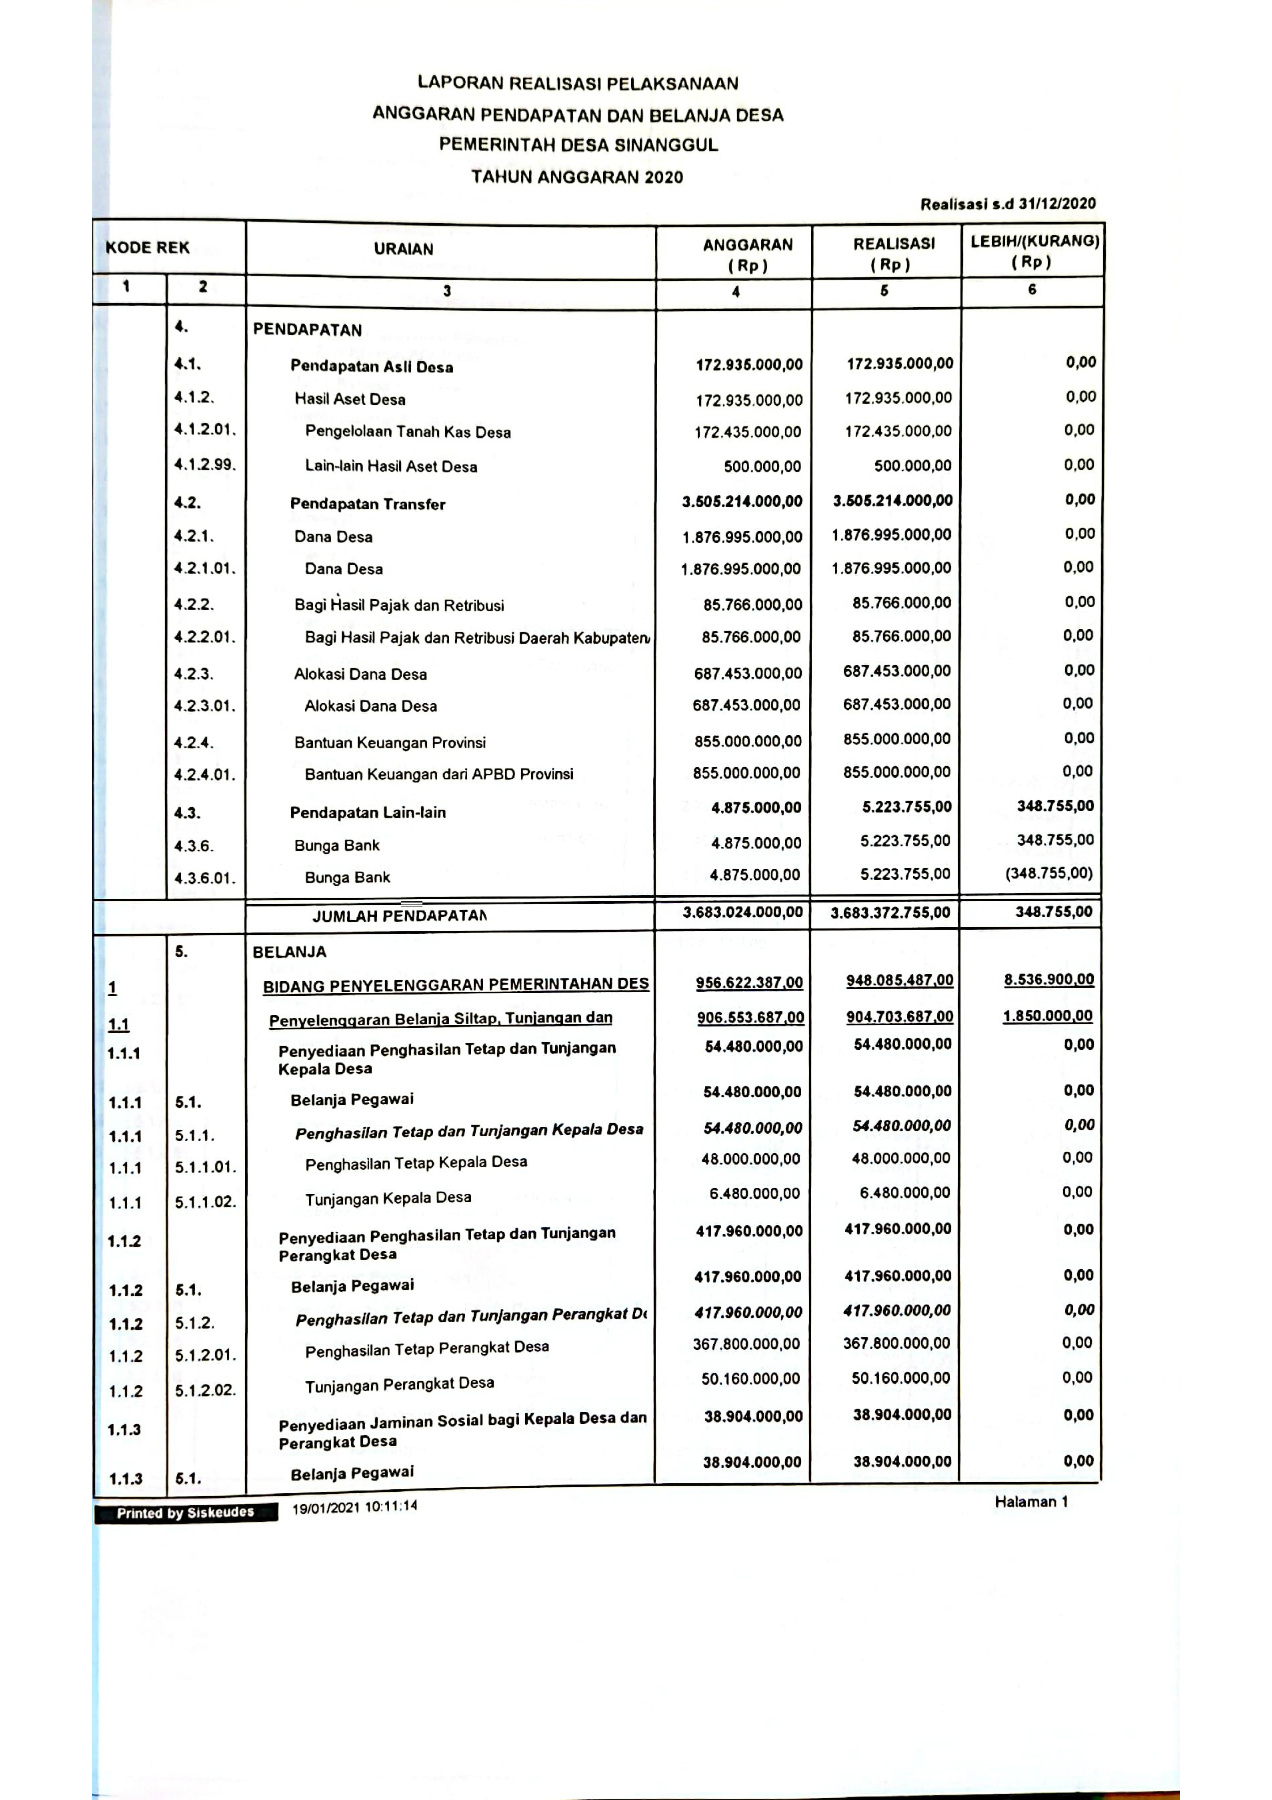 LAPORAN REALISASI PELAKSANAAN
ANGGARAN PENDAPATAN DAN BELANJA DESA
PEMERINTAH DESA SINANGGUL
TAHUN ANGGARAN 2020
Realisasi s.d 31/12/2020
KODE REK URAIAN ANGGARAN (Rp) REALISASI (Rp) LEBIH/(KURANG) (Rp)
1 2 3 4 5 6
4. PENDAPATAN
4.1. Pendapatan Asli Desa 172.935.000,00 172.935.000,00 0,00
4.1.2. Hasil Aset Desa 172.935.000,00 172.935.000,00 0,00
4.1.2.01. Pengelolaan Tanah Kas Desa 172.435.000,00 172.435.000,00 0,00
4.1.2.99. Lain-lain Hasil Aset Desa 500.000,00 500.000,00 0,00
4.2. Pendapatan Transfer 3.505.214.000,00 3.505.214.000,00 0,00
4.2.1. Dana Desa 1.876.995.000,00 1.876.995.000,00 0,00
4.2.1.01. Dana Desa 1.876.995.000,00 1.876.995.000,00 0,00
4.2.2. Bagi Hasil Pajak dan Retribusi 85.766.000,00 85.766.000,00 0,00
4.2.2.01. Bagi Hasil Pajak dan Retribusi Daerah Kabupaten/ 85.766.000,00 85.766.000,00 0,00
4.2.3. Alokasi Dana Desa 687.453.000,00 687.453.000,00 0,00
4.2.3.01. Alokasi Dana Desa 687.453.000,00 687.453.000,00 0,00
4.2.4. Bantuan Keuangan Provinsi 855.000.000,00 855.000.000,00 0,00
4.2.4.01. Bantuan Keuangan dari APBD Provinsi 855.000.000,00 855.000.000,00 0,00
4.3. Pendapatan Lain-lain 4.875.000,00 5.223.755,00 348.755,00
4.3.6. Bunga Bank 4.875.000,00 5.223.755,00 348.755,00
4.3.6.01. Bunga Bank 4.875.000,00 5.223.755,00 (348.755,00)
JUMLAH PENDAPATAN 3.683.024.000,00 3.683.372.755,00 348.755,00
5. BELANJA
1 BIDANG PENYELENGGARAN PEMERINTAHAN DES 956.622.387,00 948.085.487,00 8.536.900,00
1.1 Penyelenggaran Belanja Siltap, Tunjangan dan 906.553.687,00 904.703.687,00 1.850.000,00
1.1.1 Penyediaan Penghasilan Tetap dan Tunjangan 54.480.000,00 54.480.000,00 0,00
Kepala Desa
1.1.1 5.1. Belanja Pegawai 54.480.000,00 54.480.000,00 0,00
1.1.1 5.1.1. Penghasilan Tetap dan Tunjangan Kepala Desa 54.480.000,00 54.480.000,00 0,00
1.1.1 5.1.1.01. Penghasilan Tetap Kepala Desa 48.000.000,00 48.000.000,00 0,00
1.1.1 5.1.1.02. Tunjangan Kepala Desa 6.480.000,00 6.480.000,00 0,00
1.1.2 Penyediaan Penghasilan Tetap dan Tunjangan 417.960.000,00 417.960.000,00 0,00
Perangkat Desa
1.1.2 5.1. Belanja Pegawai 417.960.000,00 417.960.000,00 0,00
1.1.2 5.1.2. Penghasilan Tetap dan Tunjangan Perangkat De 417.960.000,00 417.960.000,00 0,00
1.1.2 5.1.2.01. Penghasilan Tetap Perangkat Desa 367.800.000,00 367.800.000,00 0,00
1.1.2 5.1.2.02. Tunjangan Perangkat Desa 50.160.000,00 50.160.000,00 0,00
1.1.3 Penyediaan Jaminan Sosial bagi Kepala Desa dan 38.904.000,00 38.904.000,00 0,00
Perangkat Desa
1.1.3 5.1. Belanja Pegawai 38.904.000,00 38.904.000,00 0,00
Printed by Siskeudes 19/01/2021 10:11:14 Halaman 1